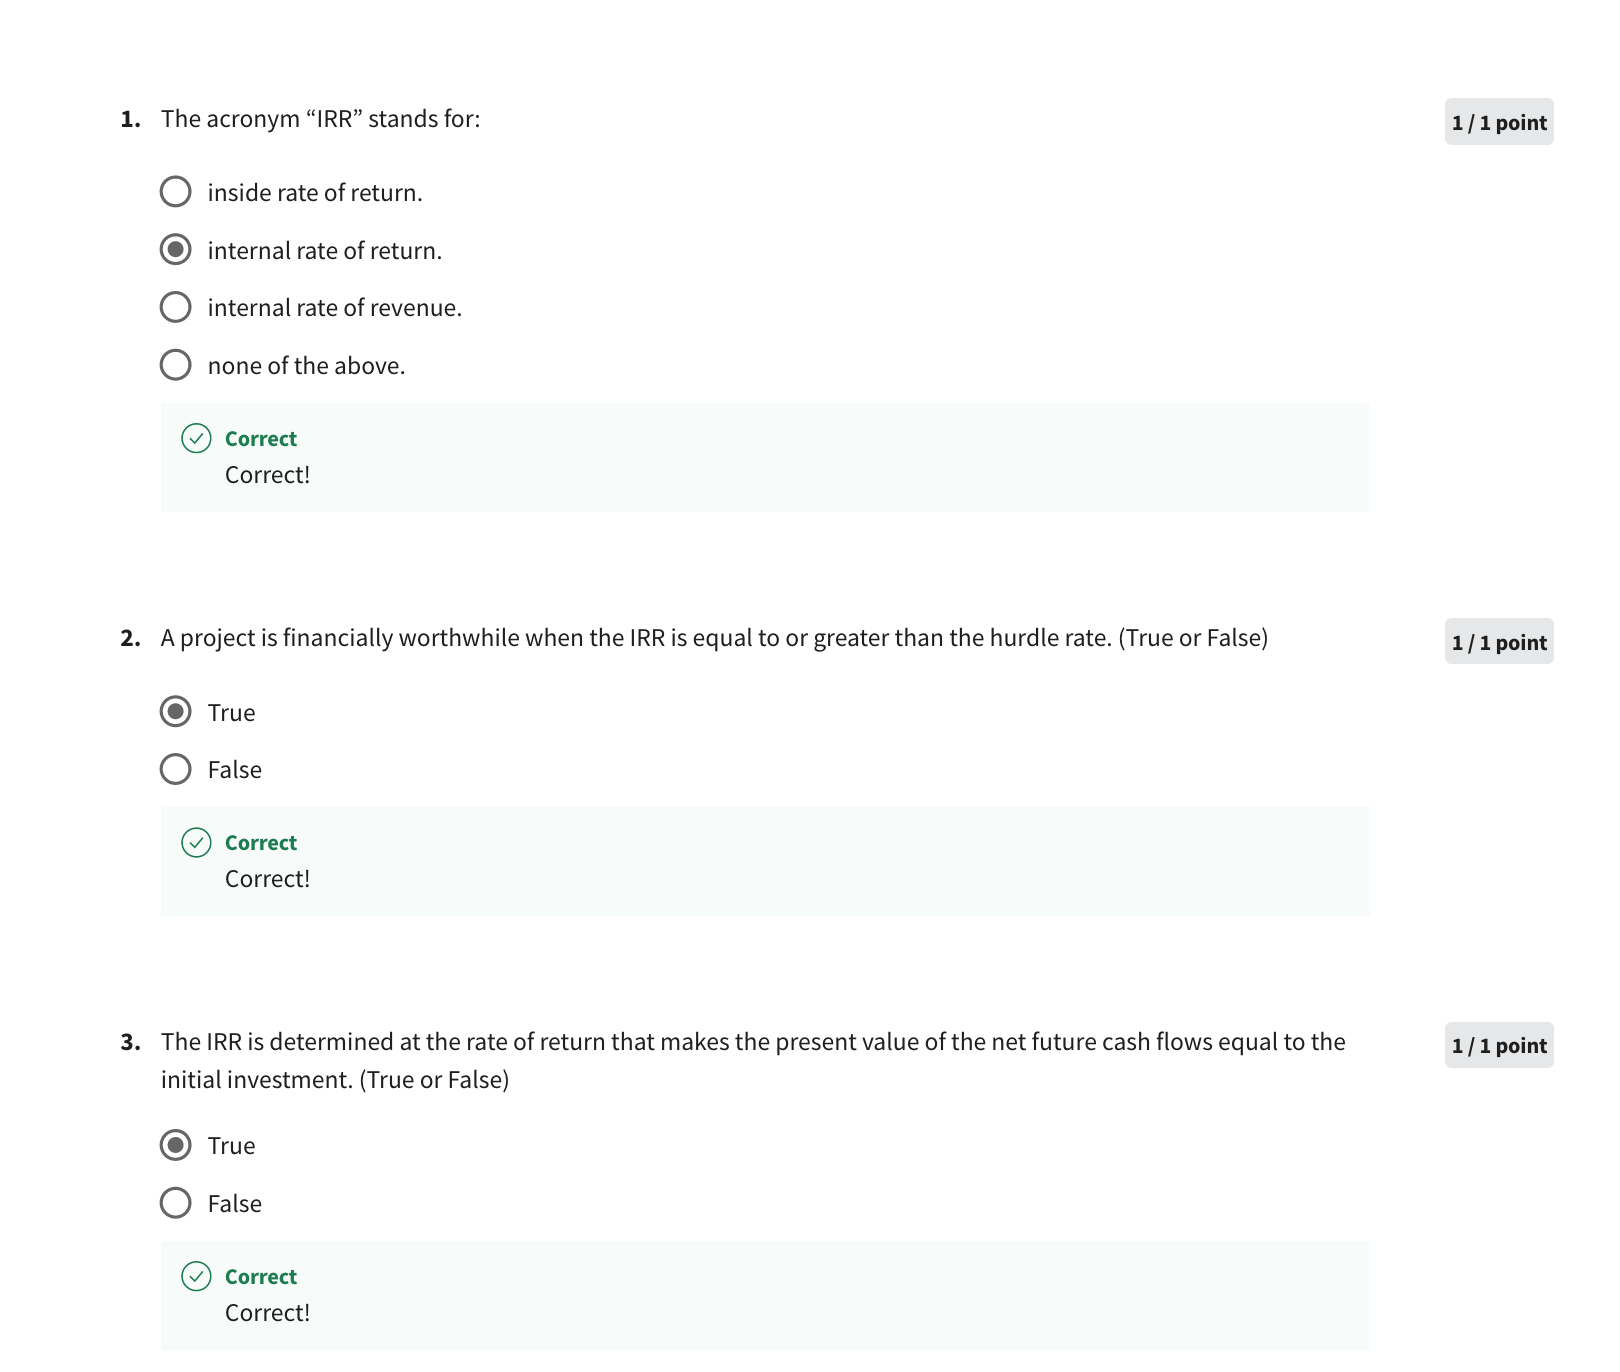 1. The acronym “IRR” stands for:
1 / 1 point
inside rate of return.
internal rate of return.
internal rate of revenue.
none of the above.
Correct
Correct!
2. A project is financially worthwhile when the IRR is equal to or greater than the hurdle rate. (True or False)
1 / 1 point
True
False
Correct
Correct!
3. The IRR is determined at the rate of return that makes the present value of the net future cash flows equal to the
1 / 1 point
initial investment. (True or False)
True
False
Correct
Correct!